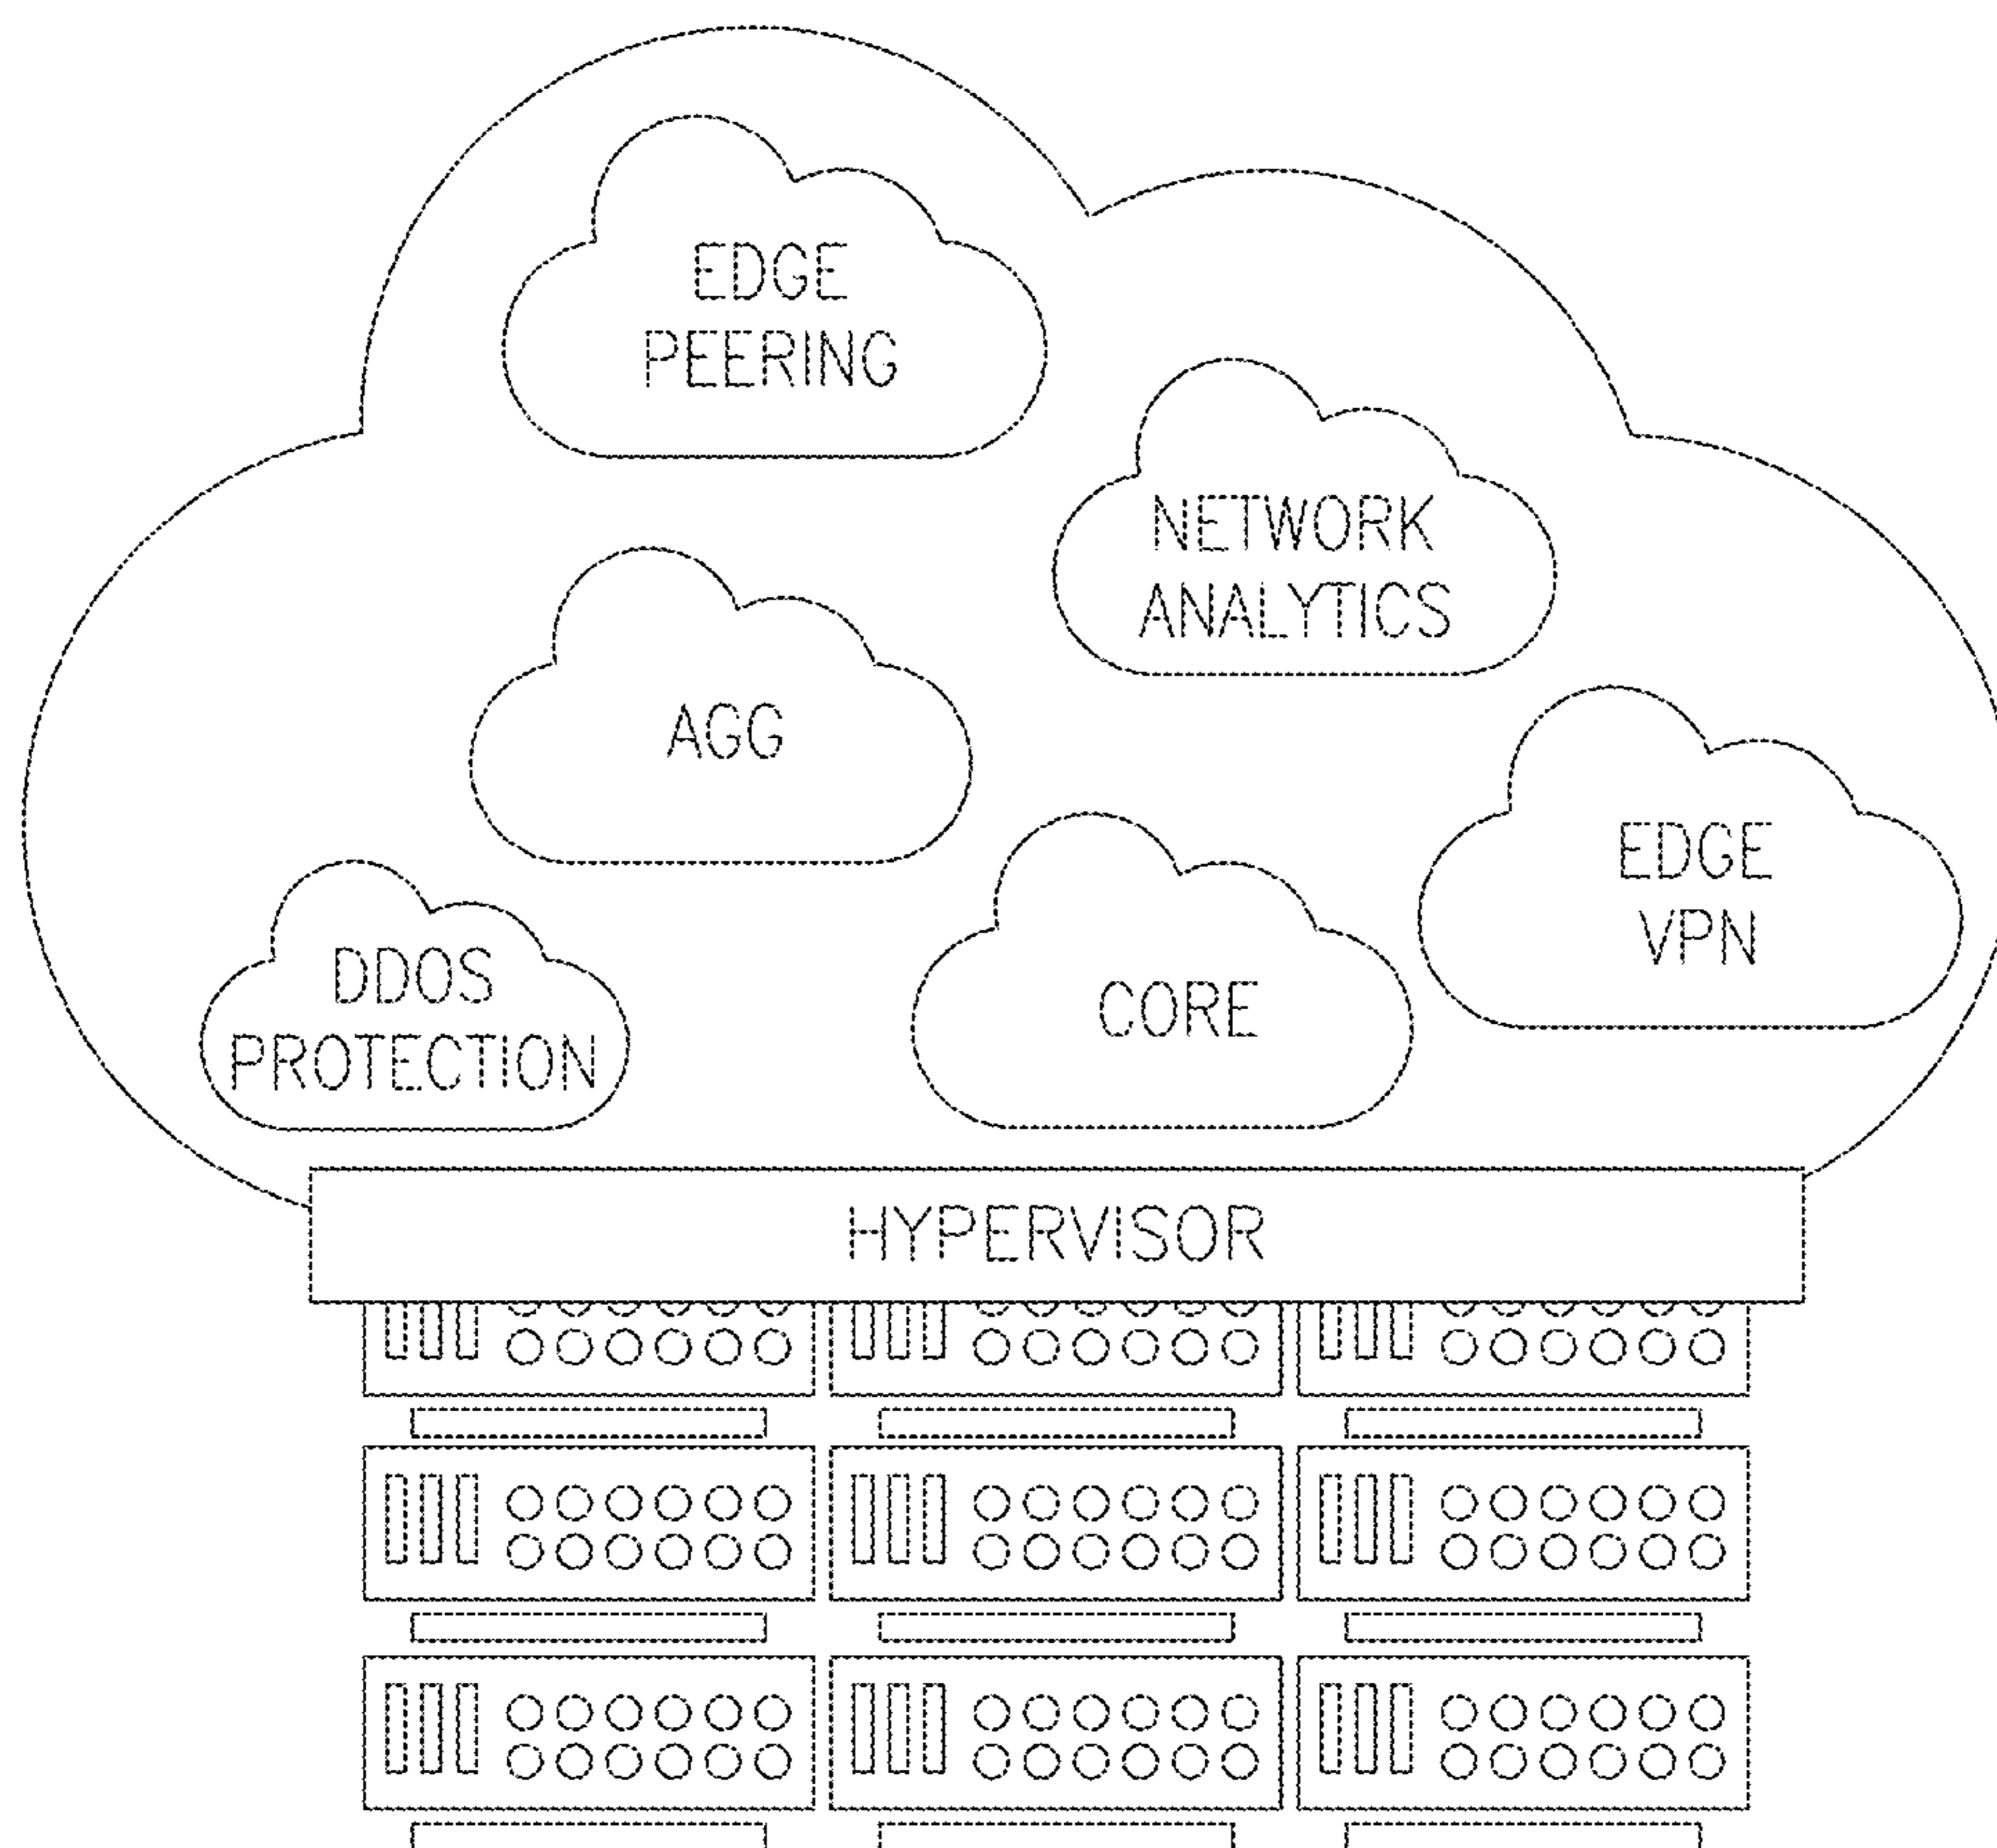 EDGE
PEERING
NETWORK
ANALYTICS
AGG
EDGE
VPN
DDOS
PROTECTION
CORE
HYPERVISOR